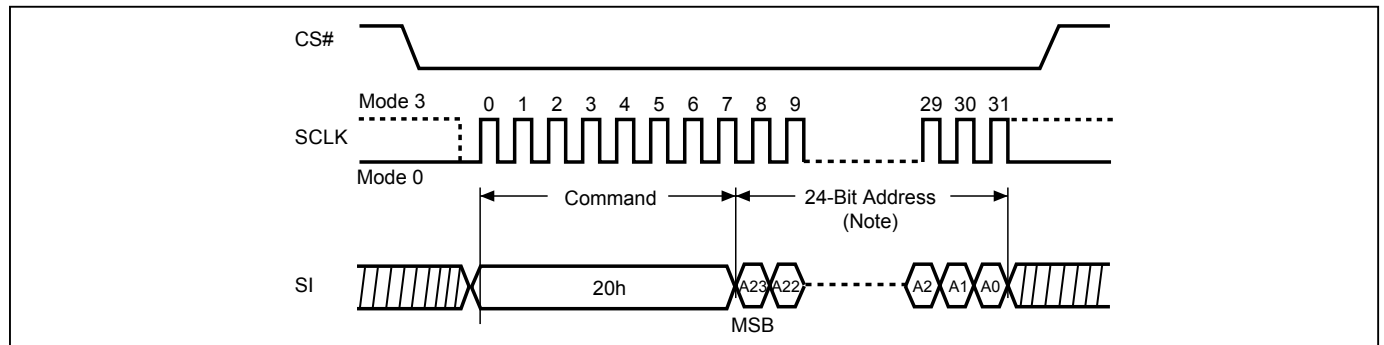 CS#
Mode 3
0 1 2 3 4 5 6 7 8 9 29 30 31
SCLK
Mode 0
Command
24-Bit Address
(Note)
SI
20h
A23 A22
A2 A1 A0
MSB